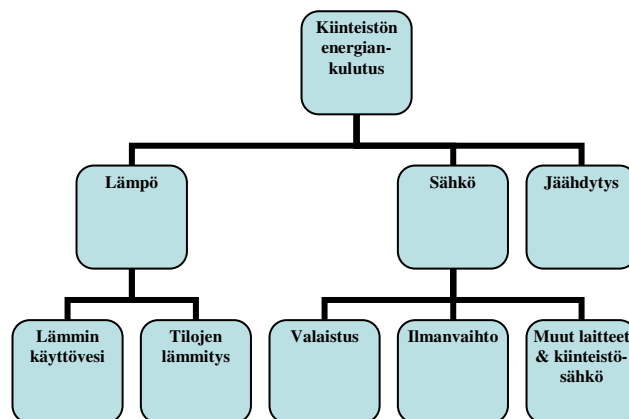 Kiinteistön
energian-
kulutus
Lämpö
Sähkö
Jäähdytys
Lämmin
käyttövesi
Tilojen
lämmitys
Valaistus
Ilmanvaihto
Muut laitteet
& kiinteistö-
sähkö